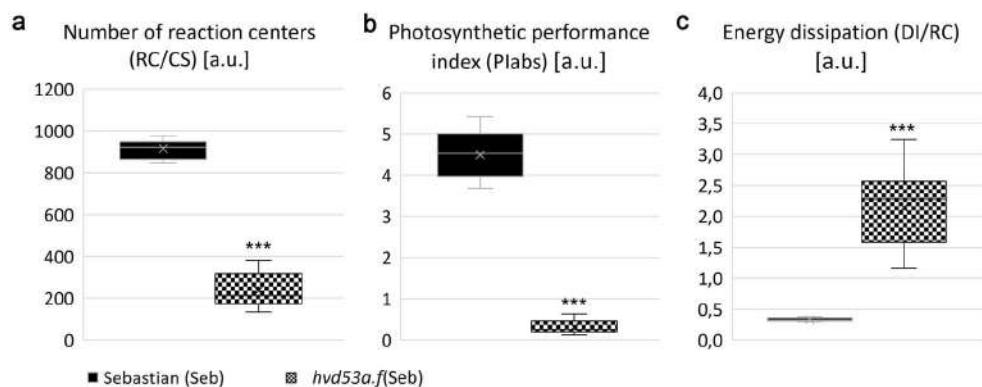 a
Number of reaction centers
(RC/CS) [a.u.]
1200
1000
800
600
400
200
0
***
b
Photosynthetic performance
index (PIabs) [a.u.]
6
5
4
3
2
1
0
***
c
Energy dissipation (DI/RC)
[a.u.]
4,0
3,5
3,0
2,5
2,0
1,5
1,0
0,5
0,0
***
Sebastian (Seb)
hvd53a.f(Seb)